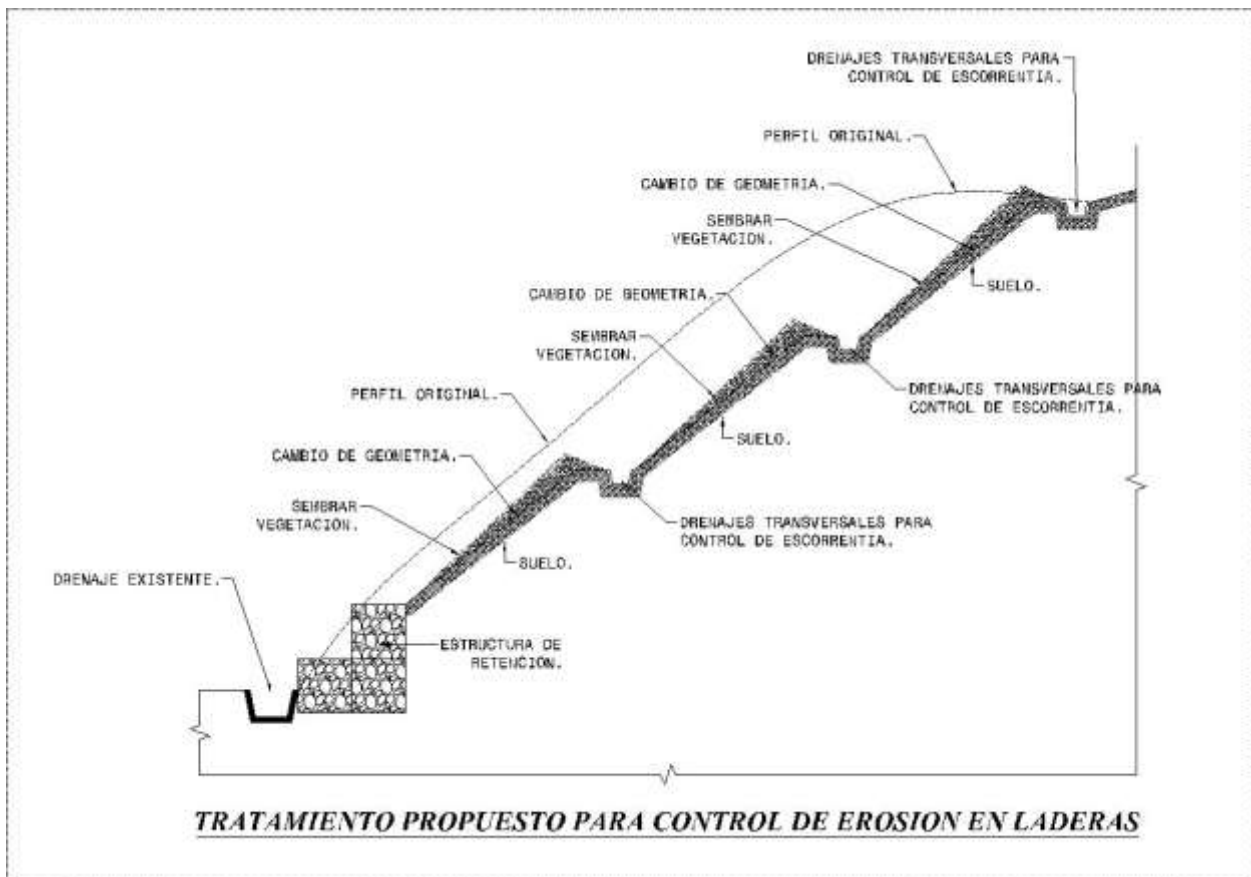 DRENAJES TRANSVERSALES PARA
CONTROL DE ESCORRENTIA.
PERFIL ORIGINAL.
CAMBIO DE GEOMETRIA.
SEMBRAR
VEGETACION.
SUELO.
CAMBIO DE GEOMETRIA.
SEMBRAR
VEGETACION.
DRENAJES TRANSVERSALES PARA
CONTROL DE ESCORRENTIA.
PERFIL ORIGINAL.
SUELO.
CAMBIO DE GEOMETRIA.
SEMBRAR
VEGETACION.
DRENAJES TRANSVERSALES PARA
CONTROL DE ESCORRENTIA.
SUELO.
DRENAJE EXISTENTE.
ESTRUCTURA DE
RETENCIÓN.
TRATAMIENTO PROPUESTO PARA CONTROL DE EROSION EN LADERAS